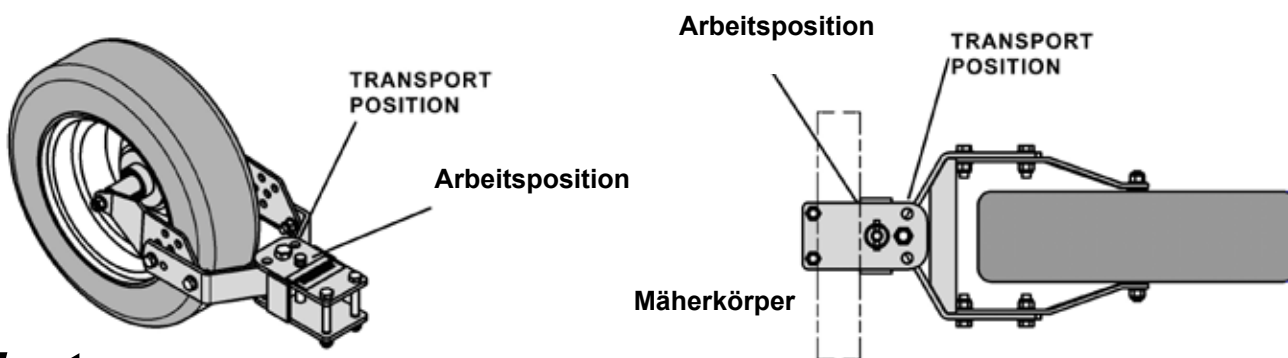 TRANSPORT
POSITION
Arbeitsposition
Arbeitsposition
TRANSPORT
POSITION
Mäherkörper